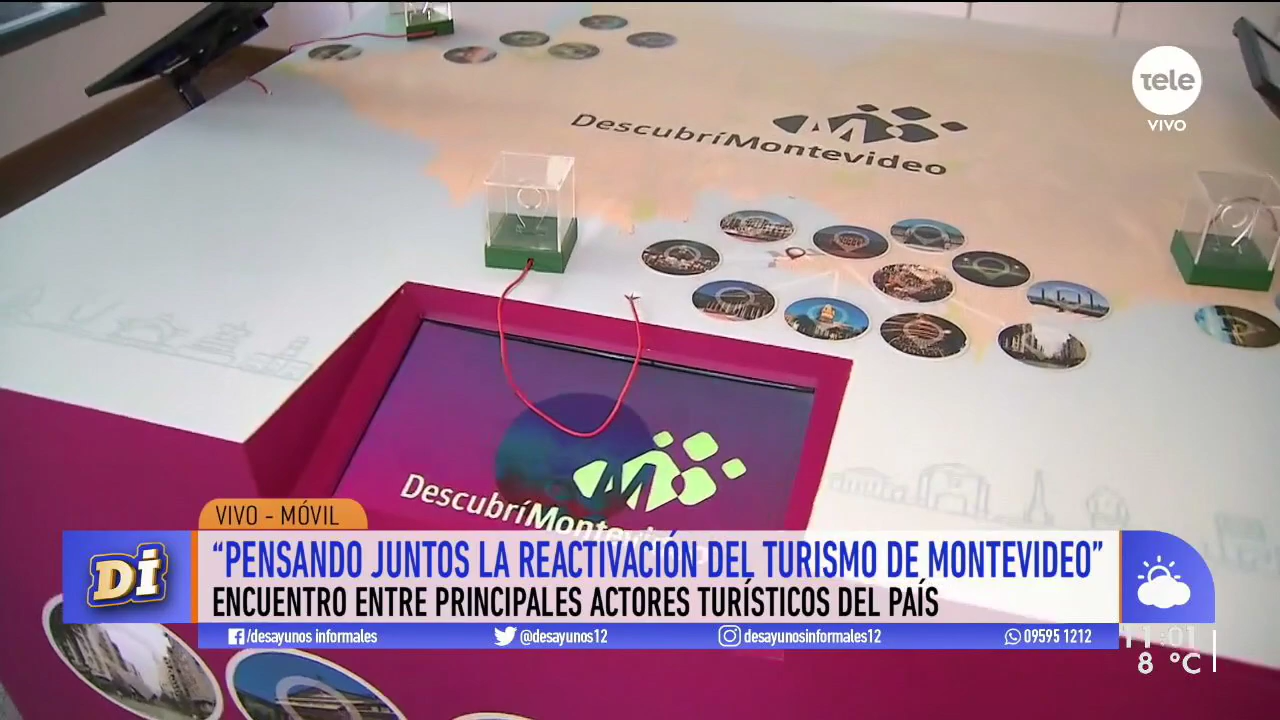 tele
VIVO
DescubríMontevideo
DescubríMontevideo
VIVO - MÓVIL
Di
“PENSANDO JUNTOS LA REACTIVACIÓN DEL TURISMO DE MONTEVIDEO”
ENCUENTRO ENTRE PRINCIPALES ACTORES TURÍSTICOS DEL PAÍS
/desayunos informales
@desayunos12
desayunosinformales12
09595 1212
11:01
8 °C